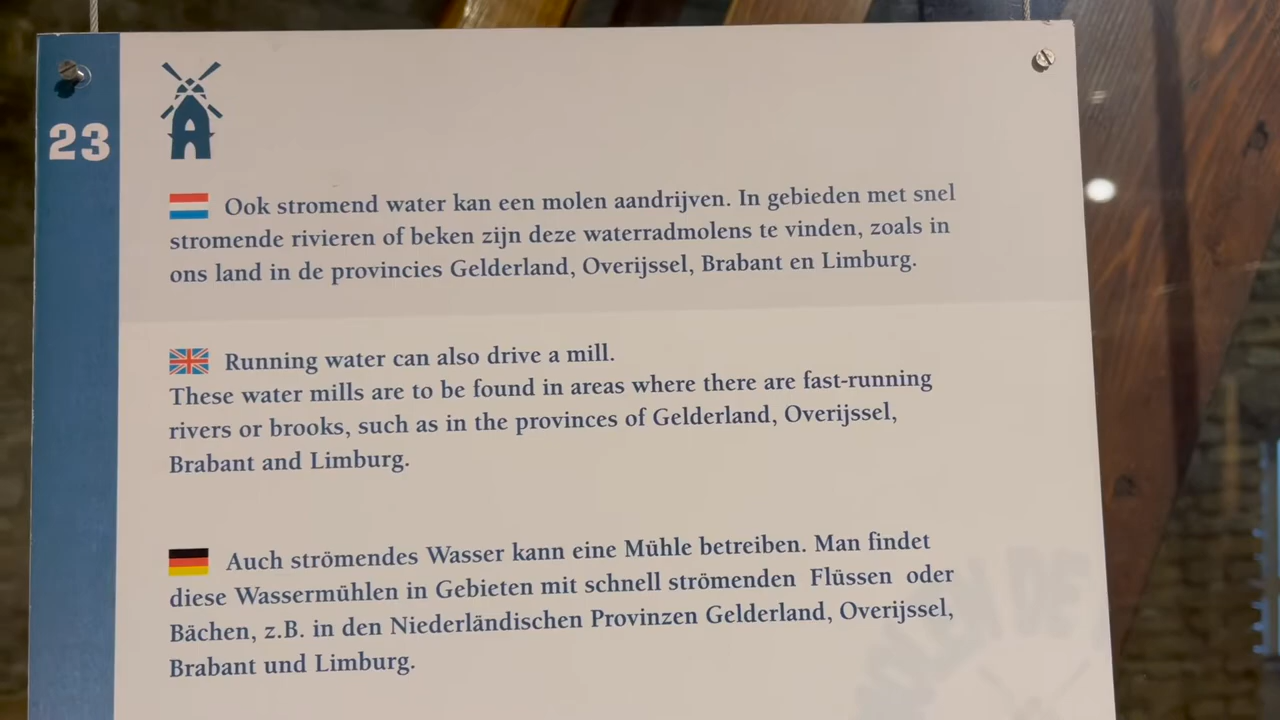 23
Ook stromend water kan een molen aandrijven. In gebieden met snel
stromende rivieren of beken zijn deze waterradmolens te vinden, zoals in
ons land in de provincies Gelderland, Overijssel, Brabant en Limburg.
Running water can also drive a mill.
These water mills are to be found in areas where there are fast-running
rivers or brooks, such as in the provinces of Gelderland, Overijssel,
Brabant and Limburg.
Auch strömendes Wasser kann eine Mühle betreiben. Man findet
diese Wassermühlen in Gebieten mit schnell strömenden Flüssen oder
Bächen, z.B. in den Niederländischen Provinzen Gelderland, Overijssel,
Brabant und Limburg.
MOLEN DE